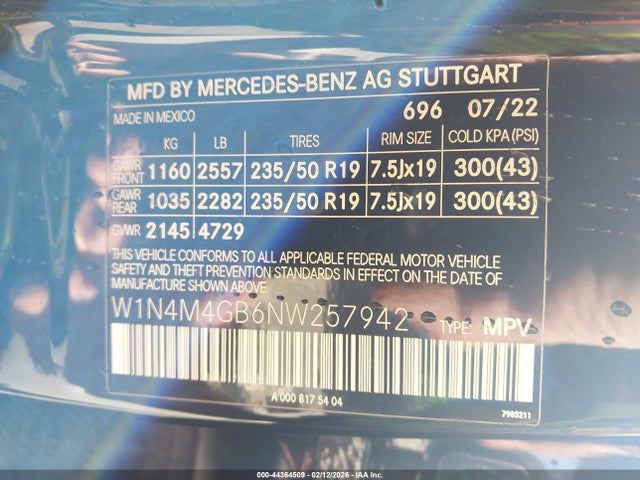 MFD BY MERCEDES-BENZ AG STUTTGART
MADE IN MEXICO 696 07/22
KG LB TIRES RIM SIZE COLD KPA(PSI)
GAWR FRONT 1160 2557 235/50 R19 7.5Jx19 300(43)
GAWR REAR 1035 2282 235/50 R19 7.5Jx19 300(43)
GVWR 2145 4729
THIS VEHICLE CONFORMS TO ALL APPLICABLE FEDERAL MOTOR VEHICLE
SAFETY AND THEFT PREVENTION STANDARDS IN EFFECT ON THE DATE
OF MANUFACTURE SHOWN ABOVE.
W1N4M4GB6NW257942 TYPE: MPV
A 000 817 54 04
7985211
000-44364509 | 02/12/2026 | IAA Inc.